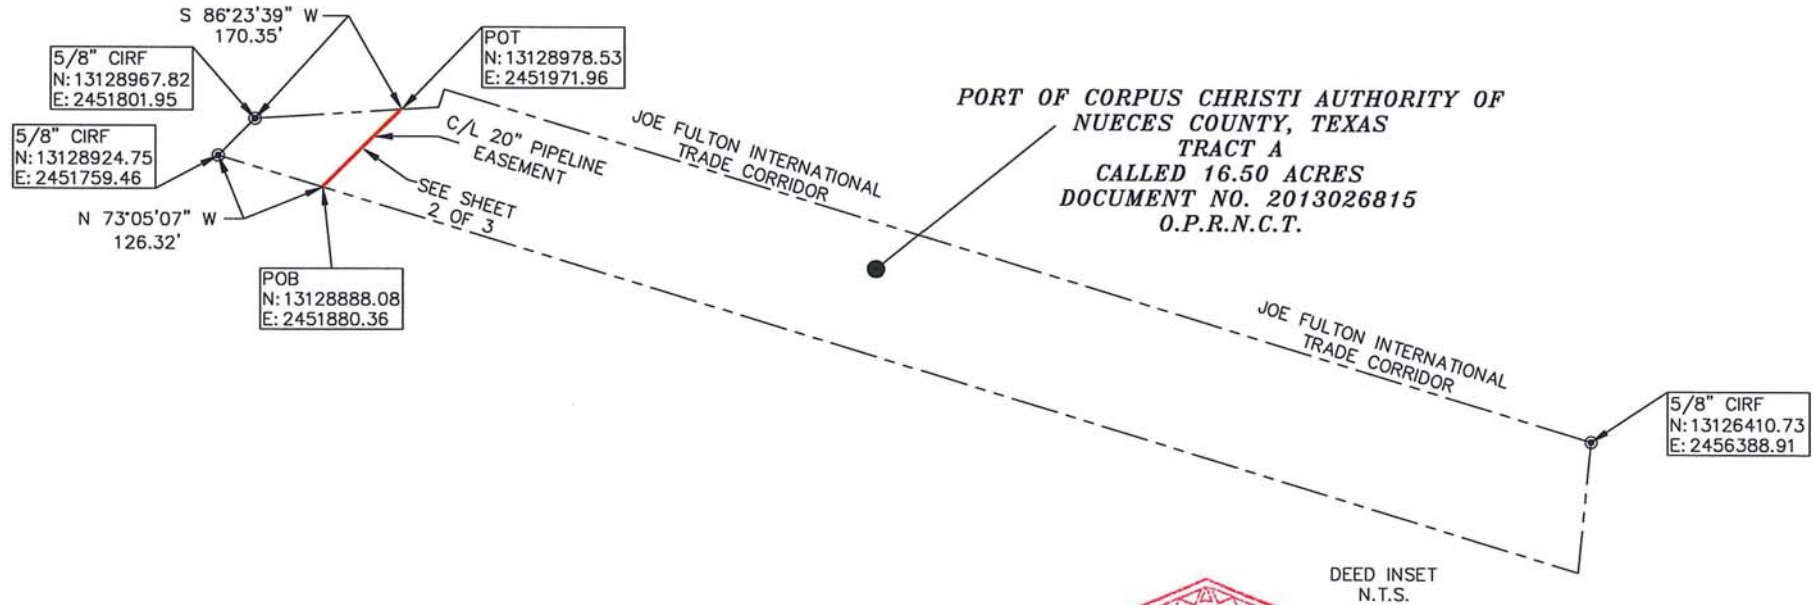 S 86°23'39" W
170.35'
5/8" CIRF
N: 13128967.82
E: 2451801.95
POT
N: 13128978.53
E: 2451971.96
5/8" CIRF
N: 13128924.75
E: 2451759.46
C/L 20" PIPELINE
EASEMENT
SEE SHEET
2 OF 3
N 73°05'07" W
126.32'
POB
N: 13128888.08
E: 2451880.36
JOE FULTON INTERNATIONAL
TRADE CORRIDOR
PORT OF CORPUS CHRISTI AUTHORITY OF
NUECES COUNTY, TEXAS
TRACT A
CALLED 16.50 ACRES
DOCUMENT NO. 2013026815
O.P.R.N.C.T.
JOE FULTON INTERNATIONAL
TRADE CORRIDOR
5/8" CIRF
N: 13126410.73
E: 2456388.91
DEED INSET
N.T.S.